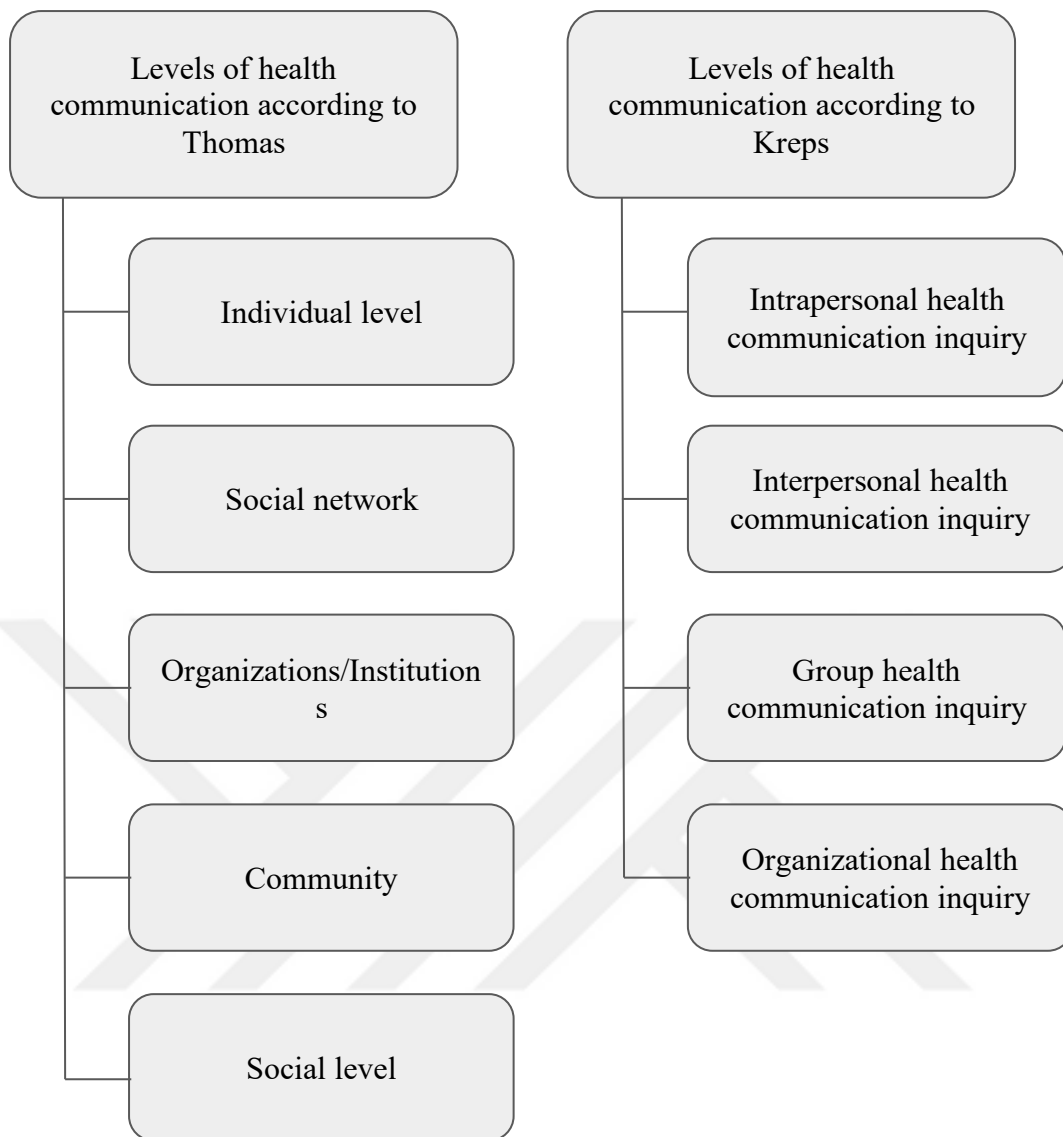 Levels of health
communication according to
Thomas
Individual level
Social network
Organizations/Institution
s
Community
Social level
Levels of health
communication according to
Kreps
Intrapersonal health
communication inquiry
Interpersonal health
communication inquiry
Group health
communication inquiry
Organizational health
communication inquiry